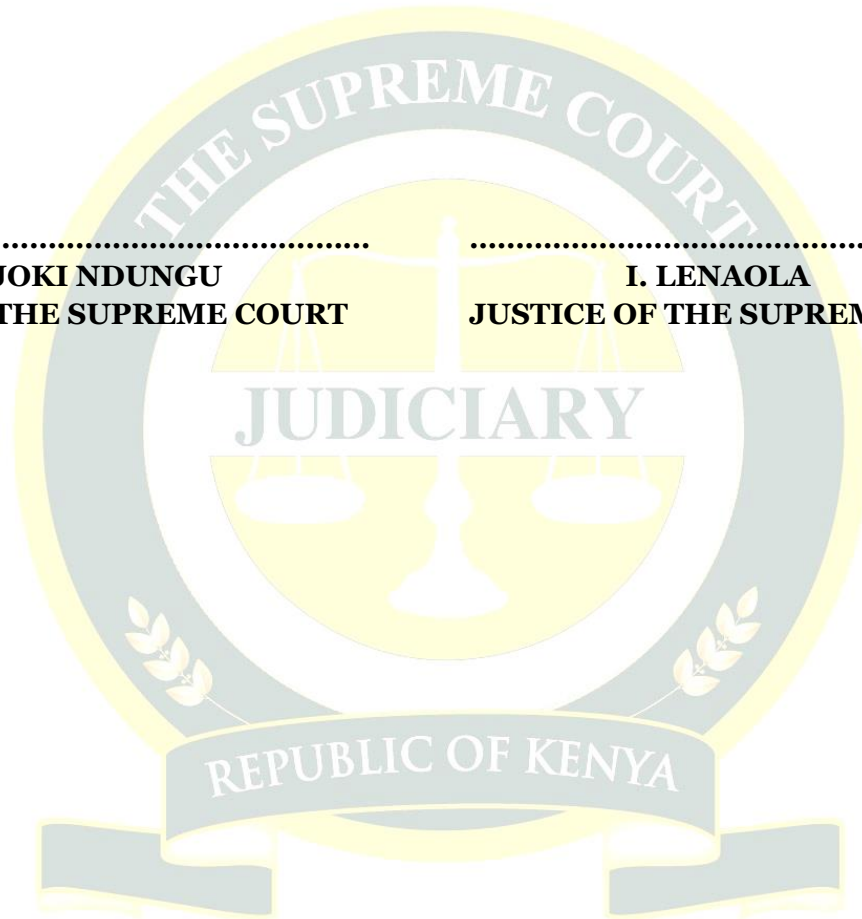 THE SUPREME COURT
........................................ ........................................
JOKI NDUNGU I. LENAOLA
THE SUPREME COURT JUSTICE OF THE SUPREM
JUDICIARY
REPUBLIC OF KENYA